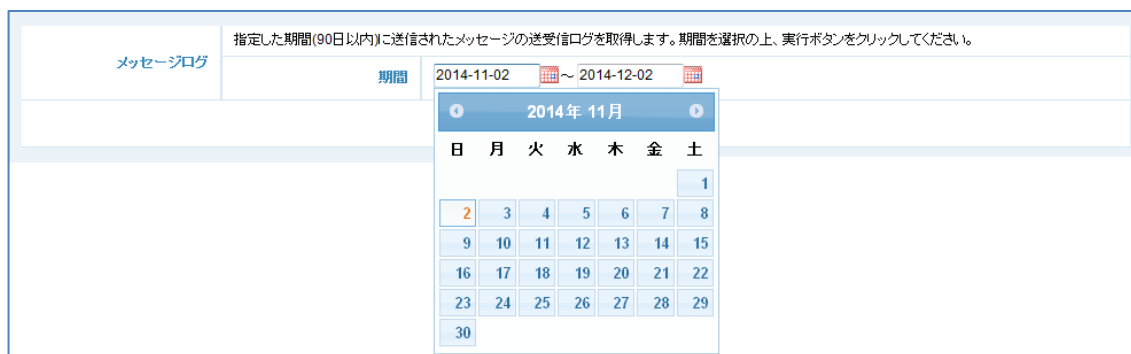 指定した期間(90日以内)に送信されたメッセージの送受信ログを取得します。期間を選択の上、実行ボタンをクリックしてください。
メッセージログ
期間 2014-11-02 ～ 2014-12-02
2014年 11月
日 月 火 水 木 金 土
1
2 3 4 5 6 7 8
9 10 11 12 13 14 15
16 17 18 19 20 21 22
23 24 25 26 27 28 29
30